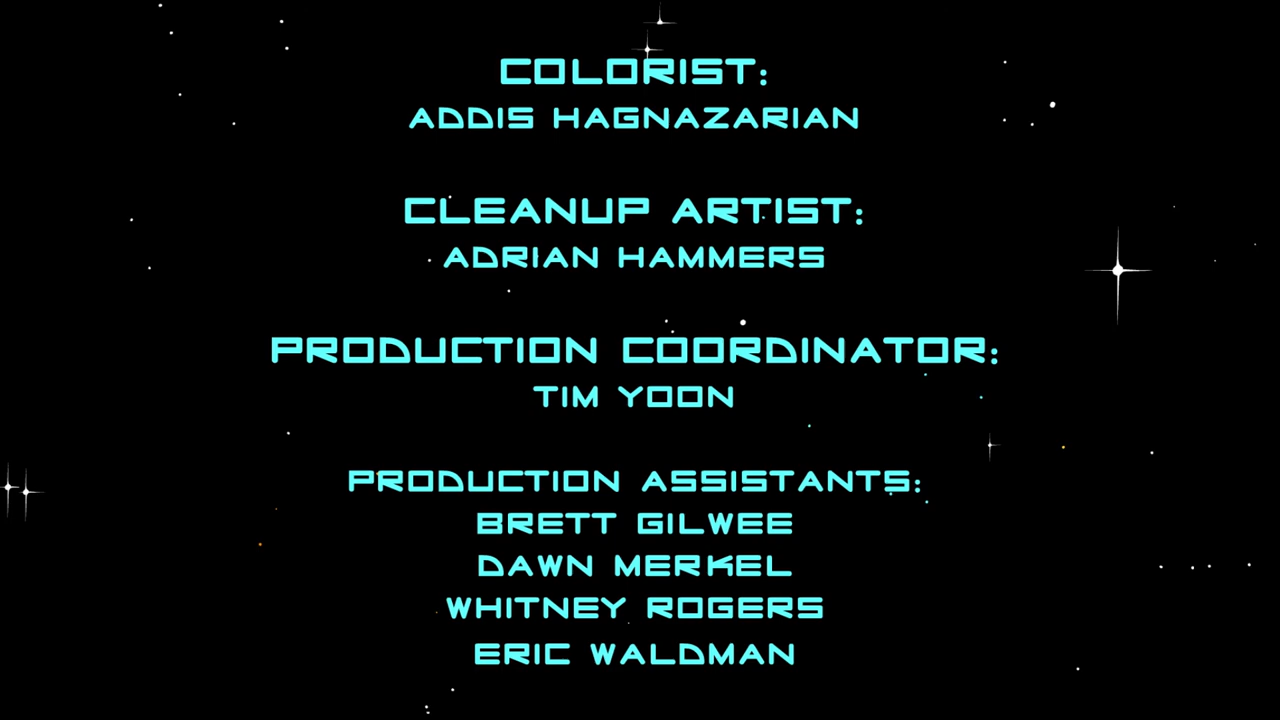 COLORIST:
ADDIS HAGNAZARIAN
CLEANUP ARTIST:
ADRIAN HAMMERS
PRODUCTION COORDINATOR:
TIM YOON
PRODUCTION ASSISTANTS:
BRETT GILWEE
DAWN MERKEL
WHITNEY ROGERS
ERIC WALDMAN